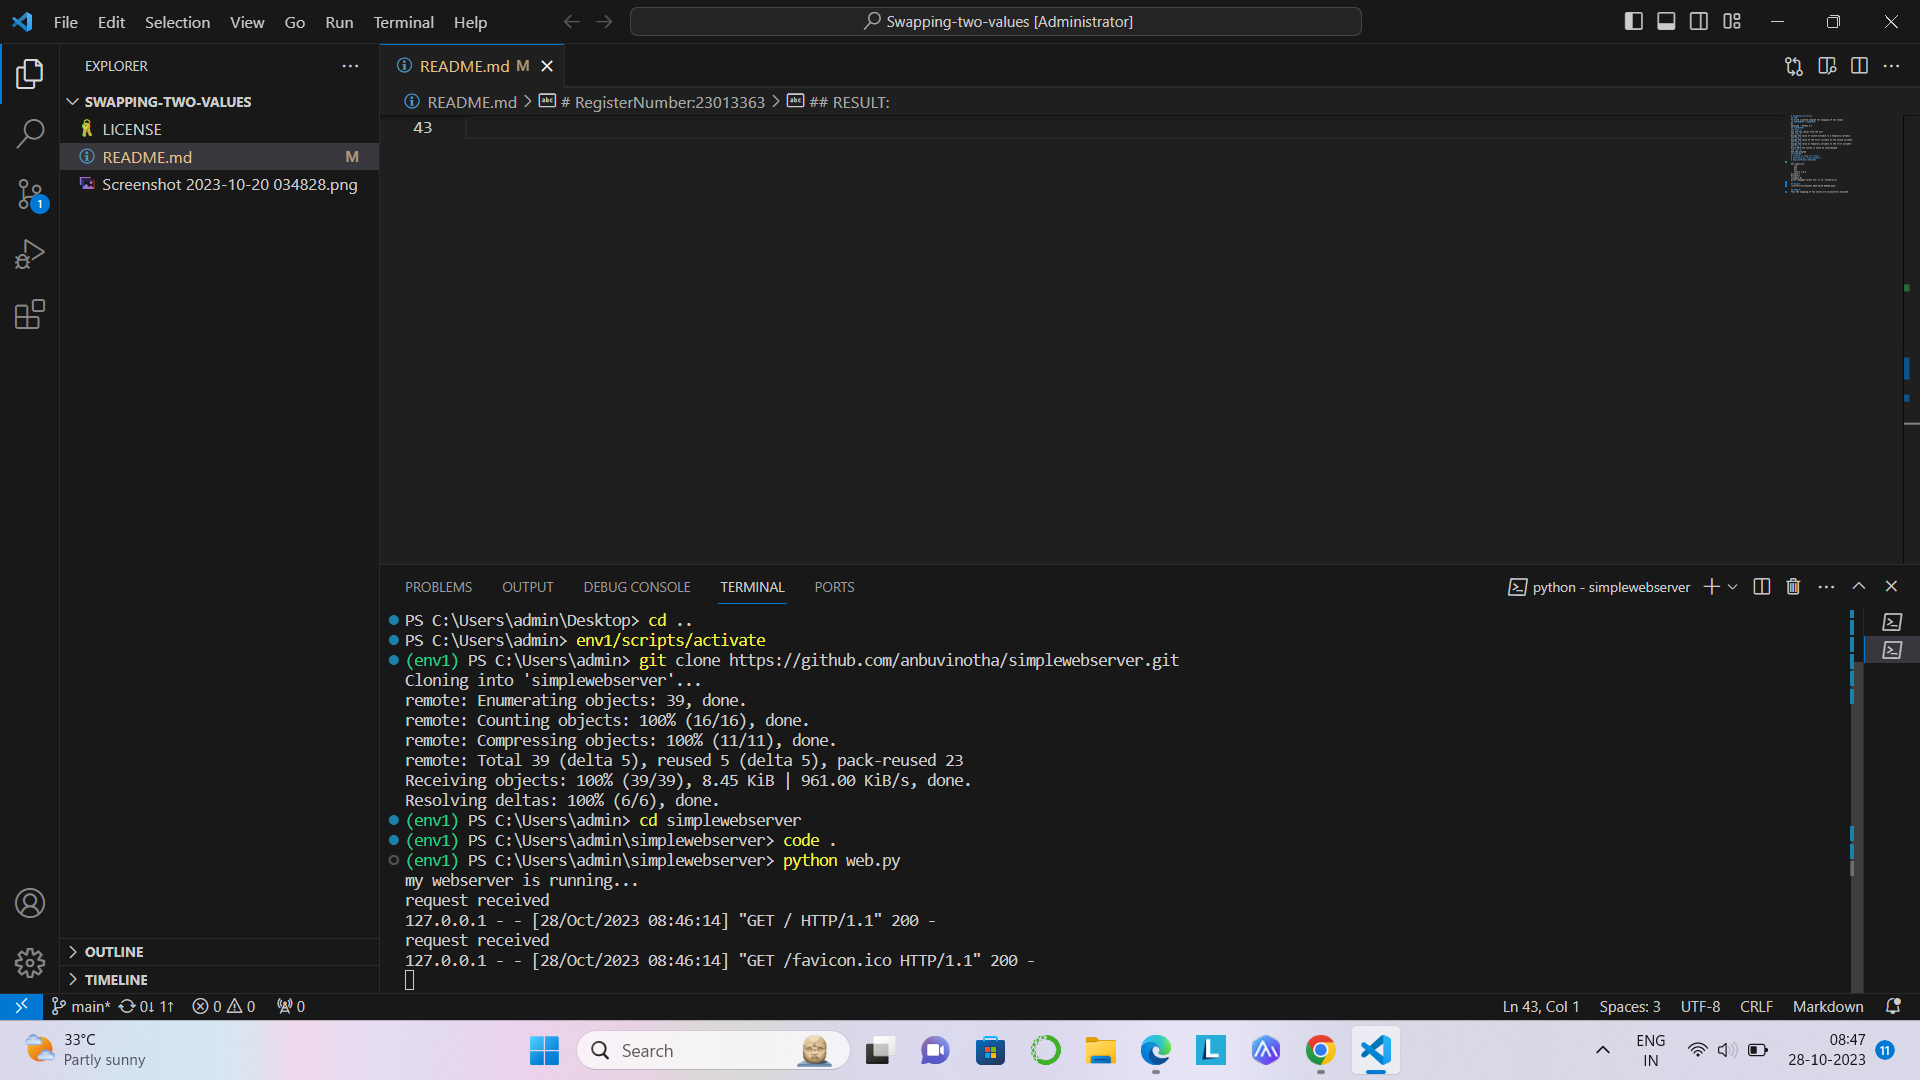 File Edit Selection View Go Run Terminal Help
Swapping-two-values [Administrator]
EXPLORER
SWAPPING-TWO-VALUES
LICENSE
README.md M
Screenshot 2023-10-20 034828.png
OUTLINE
TIMELINE
1
README.md M
README.md > # RegisterNumber:23013363 > ## RESULT:
43
PROBLEMS OUTPUT DEBUG CONSOLE TERMINAL PORTS
python - simplewebserver
PS C:\Users\admin\Desktop> cd ..
PS C:\Users\admin> env1/scripts/activate
(env1) PS C:\Users\admin> git clone https://github.com/anbuvinotha/simplewebserver.git
Cloning into 'simplewebserver'...
remote: Enumerating objects: 39, done.
remote: Counting objects: 100% (16/16), done.
remote: Compressing objects: 100% (11/11), done.
remote: Total 39 (delta 5), reused 5 (delta 5), pack-reused 23
Receiving objects: 100% (39/39), 8.45 KiB | 961.00 KiB/s, done.
Resolving deltas: 100% (6/6), done.
(env1) PS C:\Users\admin> cd simplewebserver
(env1) PS C:\Users\admin\simplewebserver> code .
(env1) PS C:\Users\admin\simplewebserver> python web.py
my webserver is running...
request received
127.0.0.1 - - [28/Oct/2023 08:46:14] "GET / HTTP/1.1" 200 -
request received
127.0.0.1 - - [28/Oct/2023 08:46:14] "GET /favicon.ico HTTP/1.1" 200 -
main* 0↓ 1↑ 0 0 0
Ln 43, Col 1 Spaces: 3 UTF-8 CRLF Markdown
33°C
Partly sunny
Search
ENG
IN
08:47
28-10-2023
11